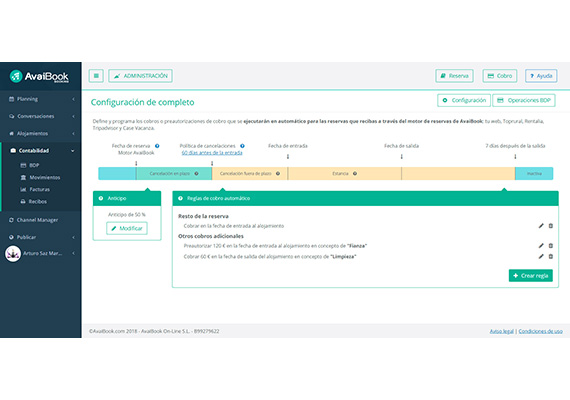 AvaiBook
BOOKING
ADMINISTRACIÓN
Reserva
Cobro
? Ayuda
Planning
Conversaciones
Alojamientos
Contabilidad
BDP
Movimientos
Facturas
Recibos
Channel Manager
Publicar
Arturo Saz Mar...
Configuración de completo
Configuración
Operaciones BDP
Define y programa los cobros o preautorizaciones de cobro que se ejecutarán en automático para las reservas que recibas a través del motor de reservas de AvaiBook: tu web, Toprural, Rentalia,
Tripadvisor y Case Vacanza.
Fecha de reserva
Motor AvaiBook
Política de cancelaciones
60 días antes de la entrada
Fecha de entrada
Fecha de salida
7 días después de la salida
Cancelación en plazo
Cancelación fuera de plazo
Estancia
Inactiva
Anticipo
Anticipo de 50 %
Modificar
Reglas de cobro automático
Resto de la reserva
Cobrar en la fecha de entrada al alojamiento
Otros cobros adicionales
Preautorizar 120 € en la fecha de entrada al alojamiento en concepto de "Fianza"
Cobrar 60 € en la fecha de salida del alojamiento en concepto de "Limpieza"
+ Crear regla
©AvaiBook.com 2018 - AvaiBook On-Line S.L. - B99279622
Aviso legal | Condiciones de uso